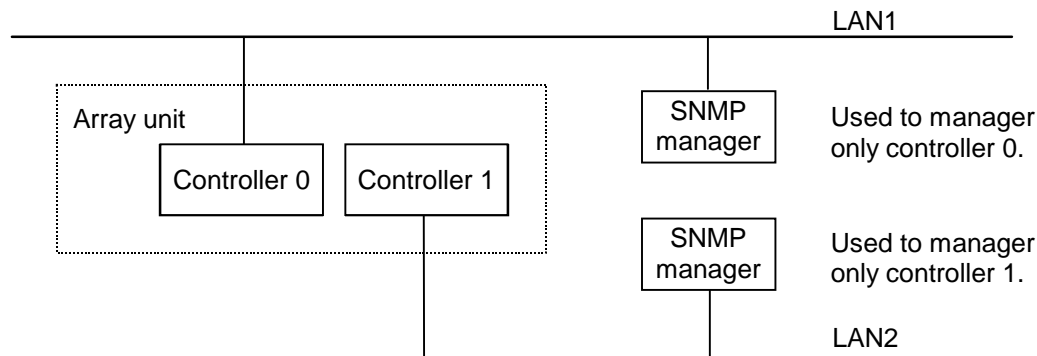 LAN1
Array unit
Controller 0
Controller 1
SNMP
manager
Used to manager
only controller 0.
SNMP
manager
Used to manager
only controller 1.
LAN2